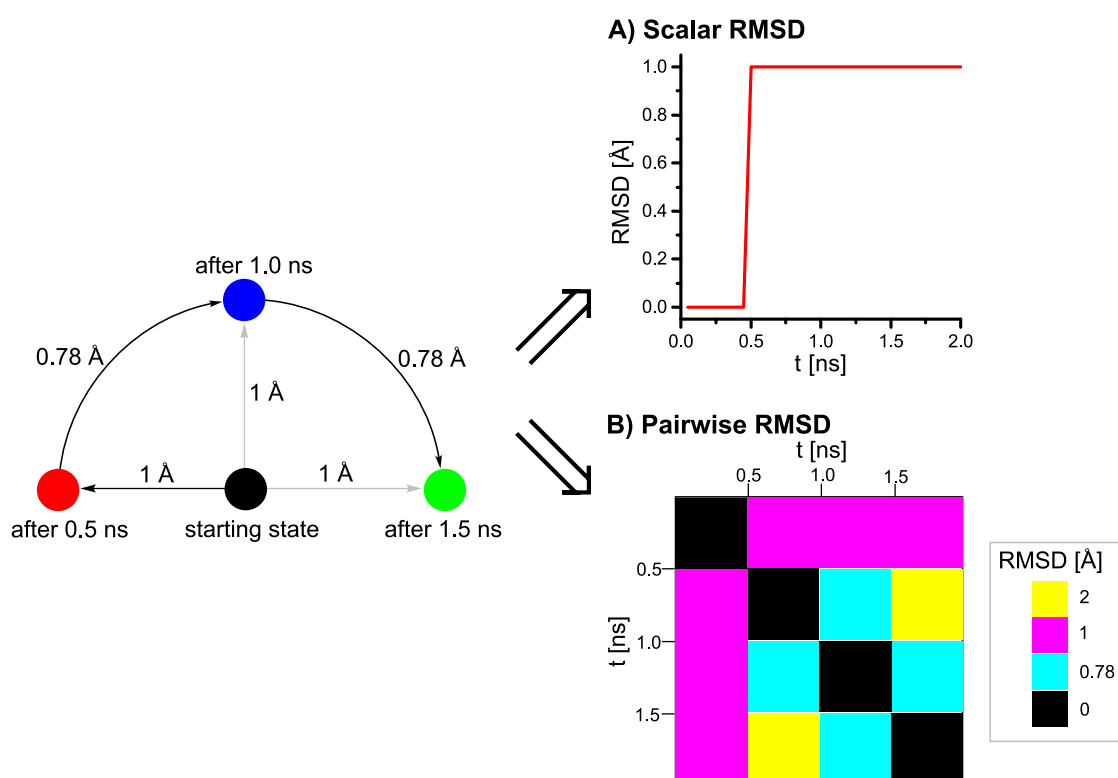 A) Scalar RMSD
1.0
0.8
0.6
0.4
0.2
0.0
RMSD [Å]
0.0 0.5 1.0 1.5 2.0
t [ns]
after 1.0 ns
0.78 Å
0.78 Å
1 Å
1 Å
1 Å
after 0.5 ns
starting state
after 1.5 ns
B) Pairwise RMSD
t [ns]
0.5 1.0 1.5
0.5
1.0
1.5
t [ns]
RMSD [Å]
2
1
0.78
0